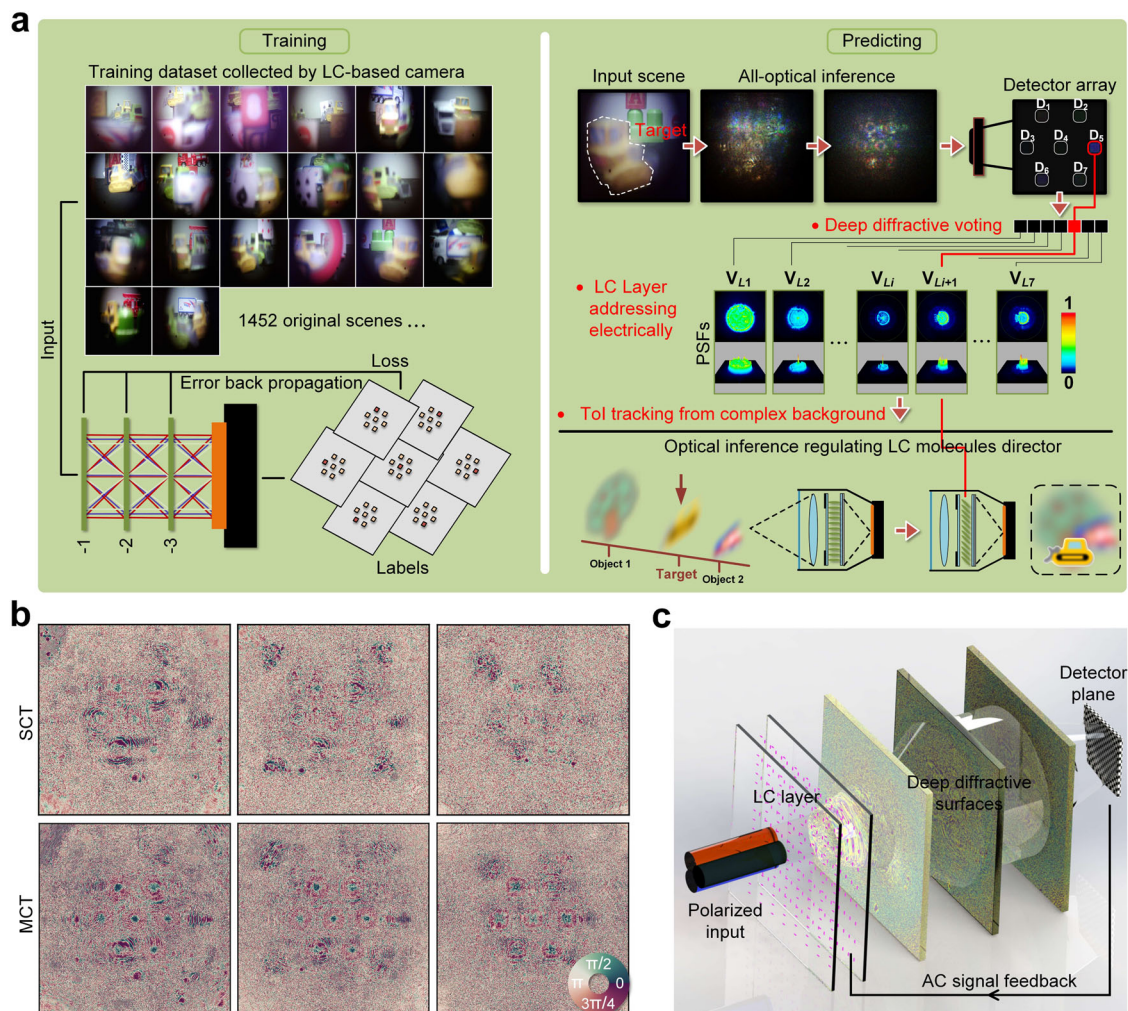 a
Training
Training dataset collected by LC-based camera
1452 original scenes ...
Input
Loss
Error back propagation
-1
-2
-3
Labels
Predicting
Input scene
All-optical inference
Detector array
Target
D1
D2
D3
D4
D5
D6
D7
• Deep diffractive voting
• LC Layer
addressing
electrically
VL1
VL2
VLi
VLi+1
VL7
PSFs
...
...
1
0
• ToI tracking from complex background
Optical inference regulating LC molecules director
Object 1
Target
Object 2
b
SCT
MCT
π/2
π
0
3π/4
c
Detector
plane
Deep diffractive
surfaces
LC layer
Polarized
input
AC signal feedback